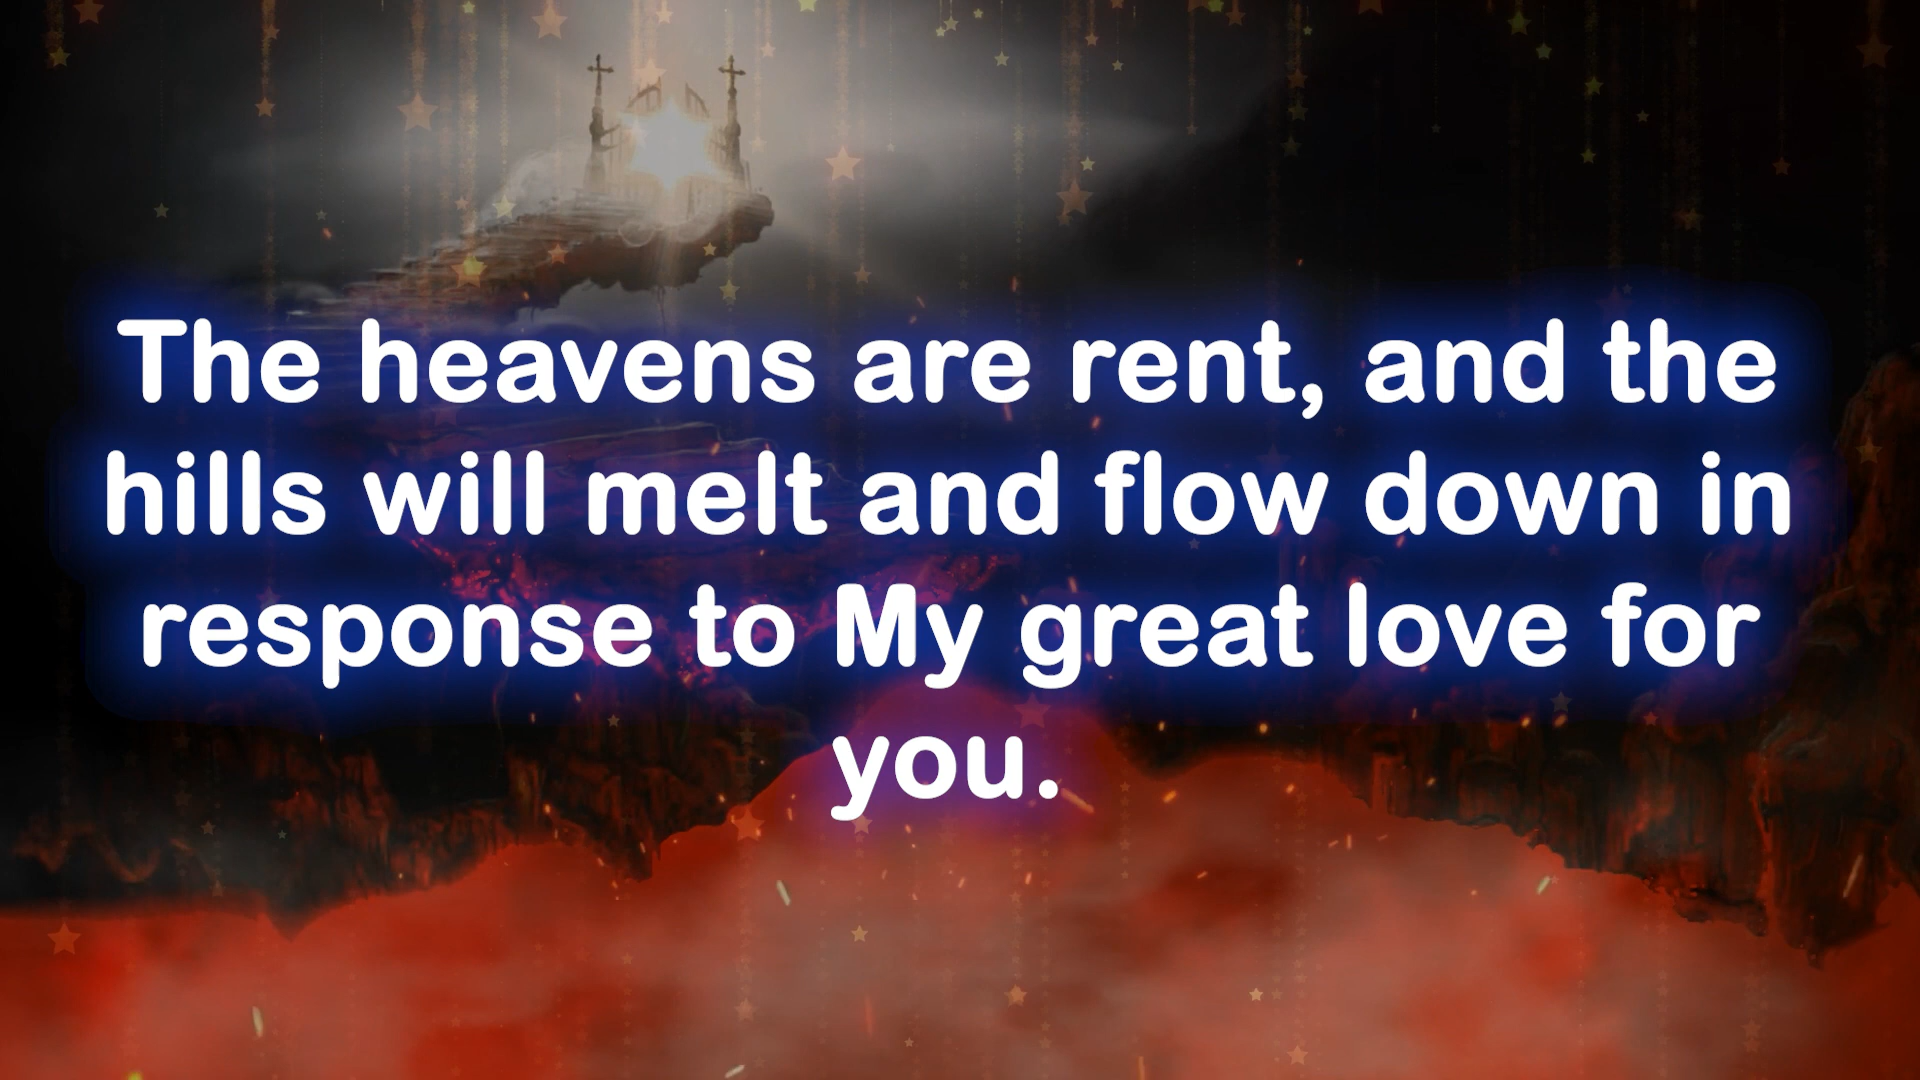 The heavens are rent, and the
hills will melt and flow down in
response to My great love for
you.